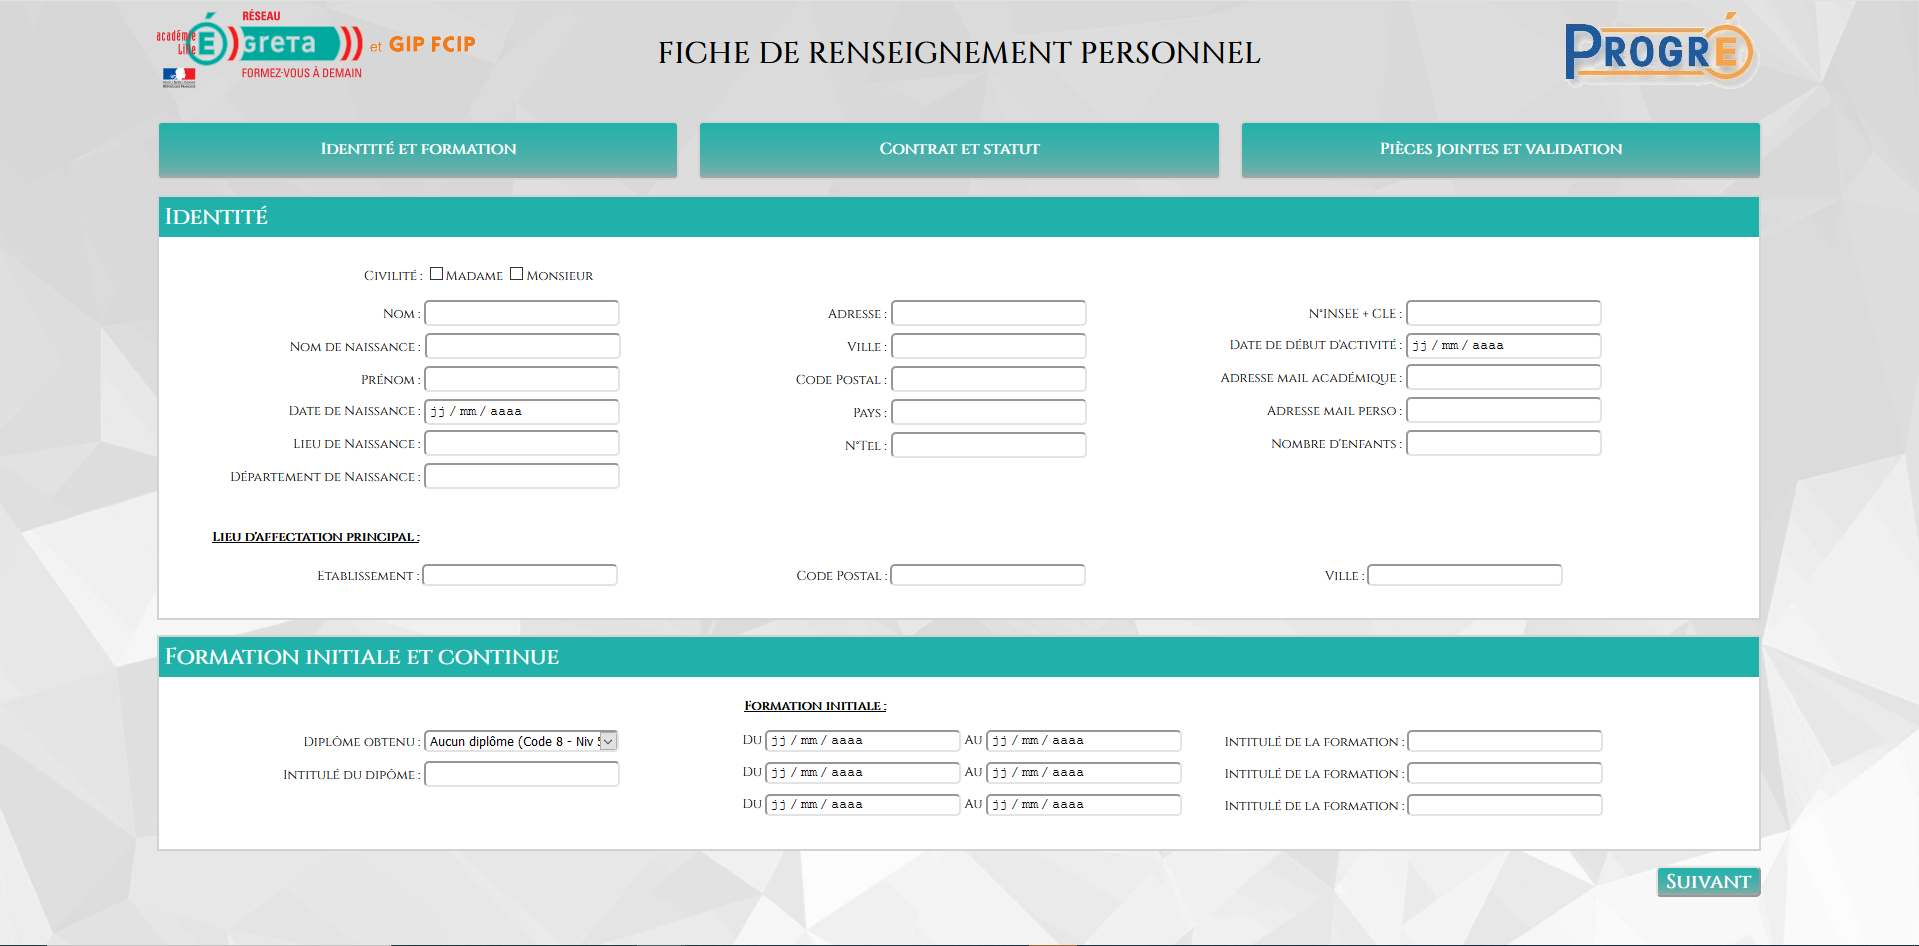 RÉSEAU
académie
Lille
É greta
et GIP FCIP
FORMEZ-VOUS À DEMAIN
FICHE DE RENSEIGNEMENT PERSONNEL
PROGRÉ
Identité et formation
Contrat et statut
Pièces jointes et validation
Identité
Civilité : Madame Monsieur
Nom :
Adresse :
N°INSEE + CLE :
Nom de naissance :
Ville :
Date de début d'activité : jj / mm / aaaa
Prénom :
Code Postal :
Adresse mail académique :
Date de Naissance : jj / mm / aaaa
Pays :
Adresse mail perso :
Lieu de Naissance :
N°Tel :
Nombre d'enfants :
Département de Naissance :
Lieu d'affectation principal :
Etablissement :
Code Postal :
Ville :
Formation initiale et continue
Formation initiale :
Diplôme obtenu : Aucun diplôme (Code 8 - Niv 5
Du jj / mm / aaaa Au jj / mm / aaaa
Intitulé de la formation :
Intitulé du dipôme :
Du jj / mm / aaaa Au jj / mm / aaaa
Intitulé de la formation :
Du jj / mm / aaaa Au jj / mm / aaaa
Intitulé de la formation :
Suivant